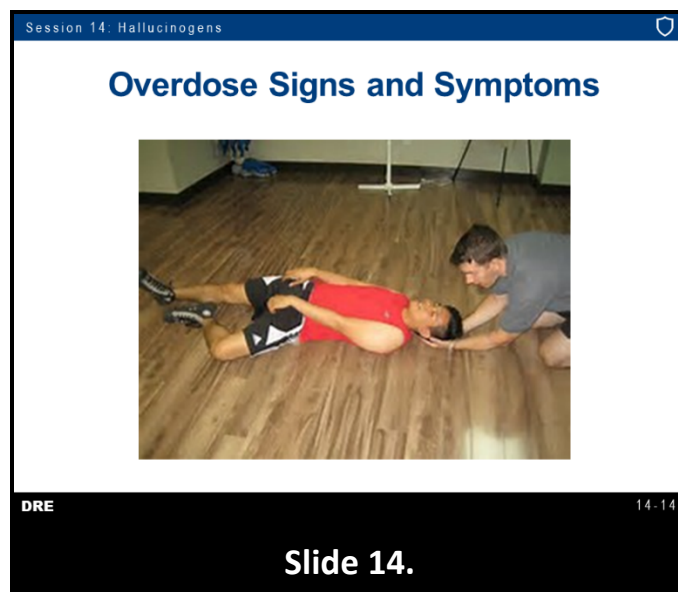 Session 14: Hallucinogens
Overdose Signs and Symptoms
DRE
14-14
Slide 14.